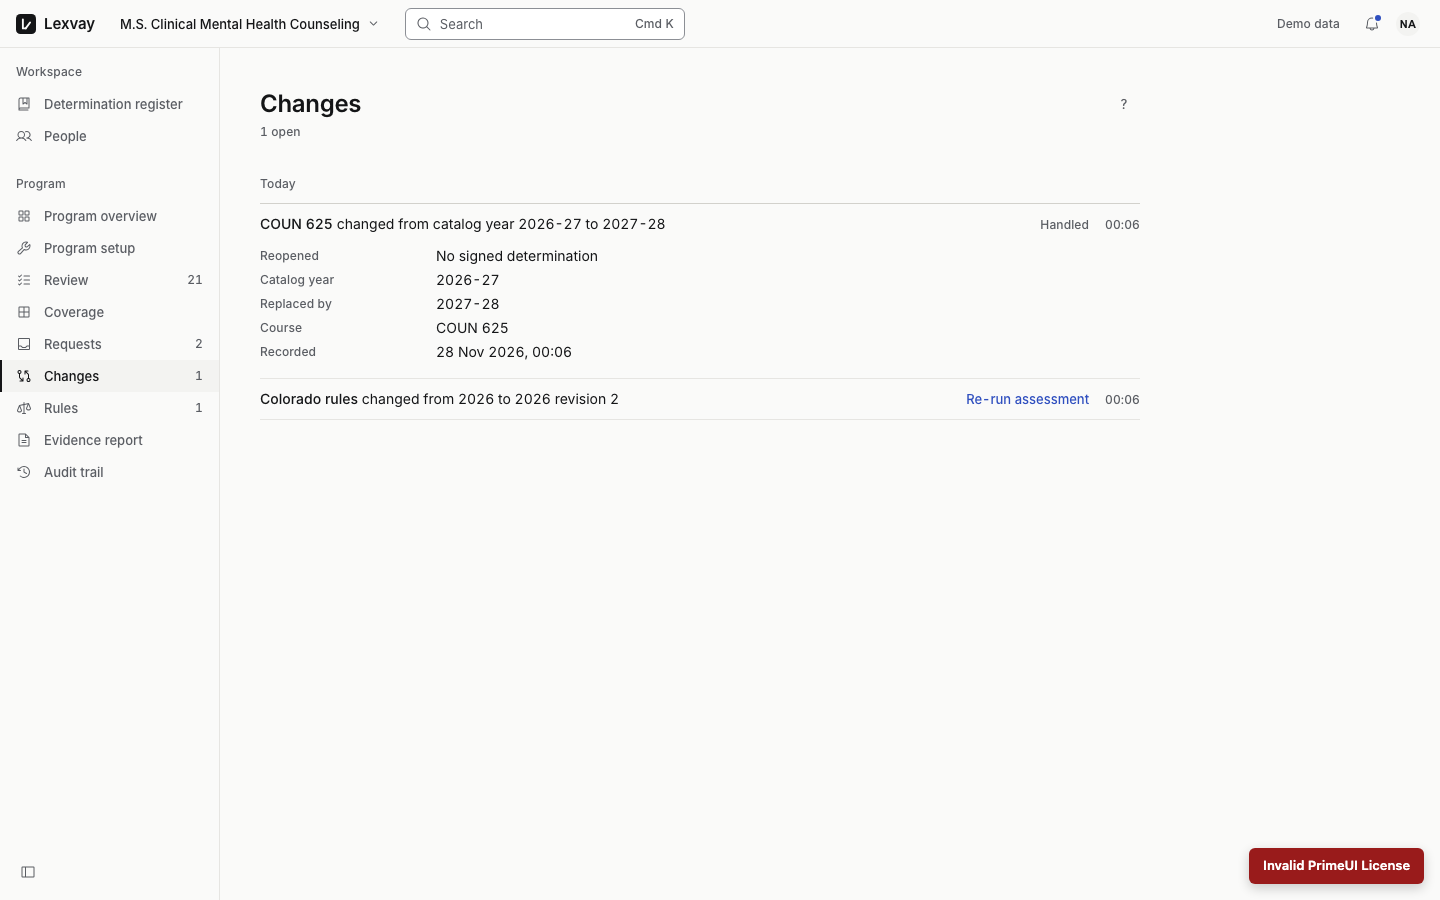 Lexvay
M.S. Clinical Mental Health Counseling
Search
Cmd K
Demo data
NA
Workspace
Determination register
People
Program
Program overview
Program setup
Review 21
Coverage
Requests 2
Changes 1
Rules 1
Evidence report
Audit trail
Changes
?
1 open
Today
COUN 625 changed from catalog year 2026-27 to 2027-28 Handled 00:06
Reopened No signed determination
Catalog year 2026-27
Replaced by 2027-28
Course COUN 625
Recorded 28 Nov 2026, 00:06
Colorado rules changed from 2026 to 2026 revision 2 Re-run assessment 00:06
Invalid PrimeUI License